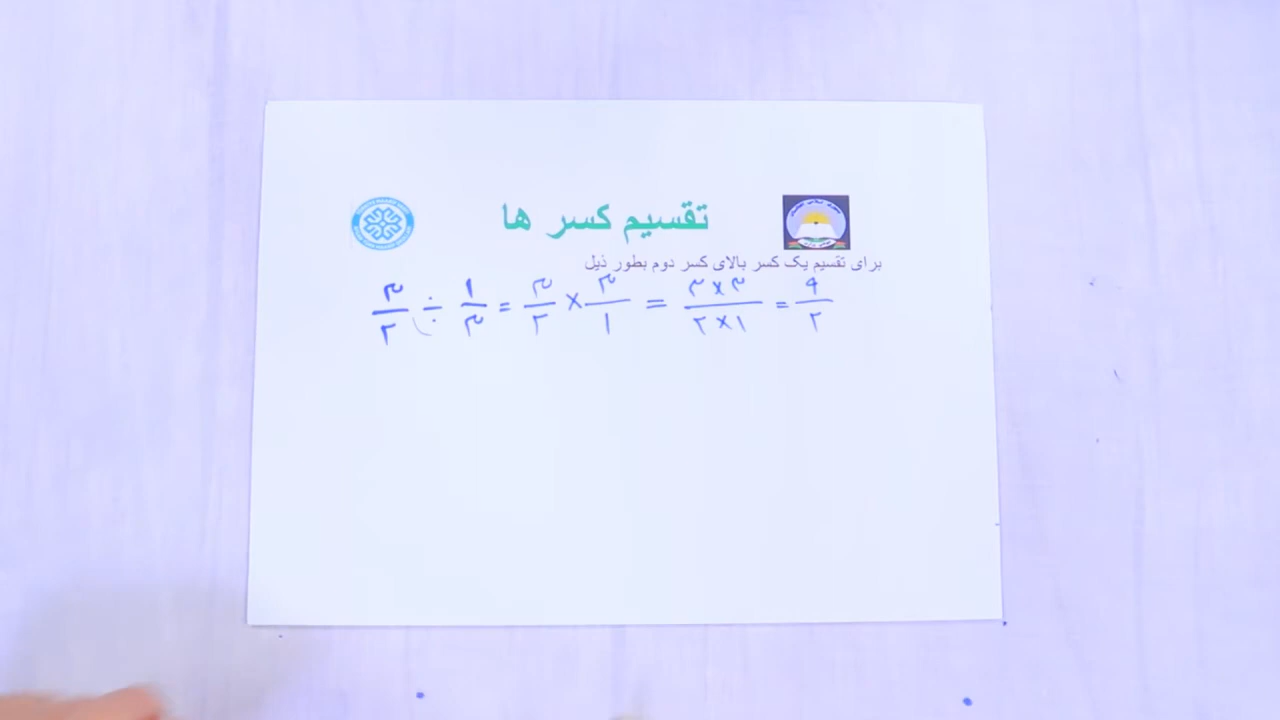 تقسیم کسر ها
برای تقسیم یک کسر بالای کسر دوم بطور ذیل
۳/۲ ÷ ۱/۳ = ۳/۲ × ۳/۱ = ۳×۳/۲×۱ = ۹/۲